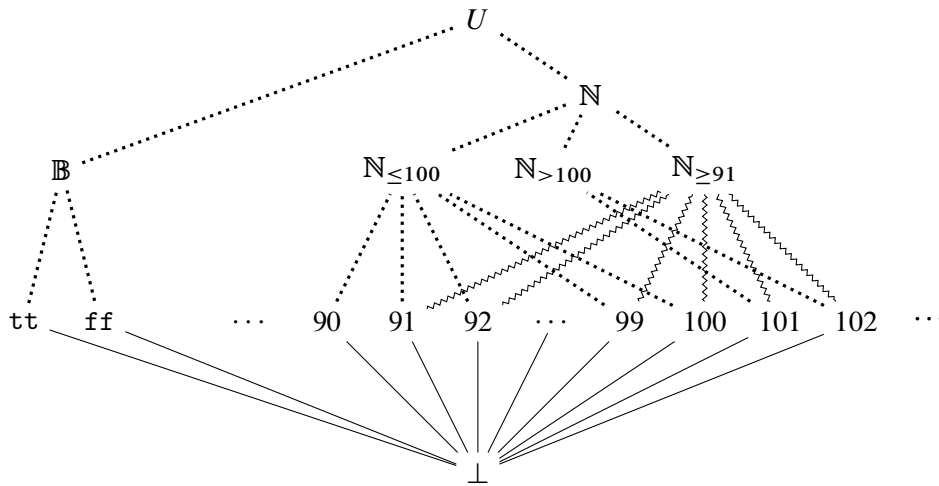 U
ℕ
𝔹 ℕ≤100 ℕ>100 ℕ≥91
tt ff ⋯ 90 91 92 ⋯ 99 100 101 102 ⋯
⊥